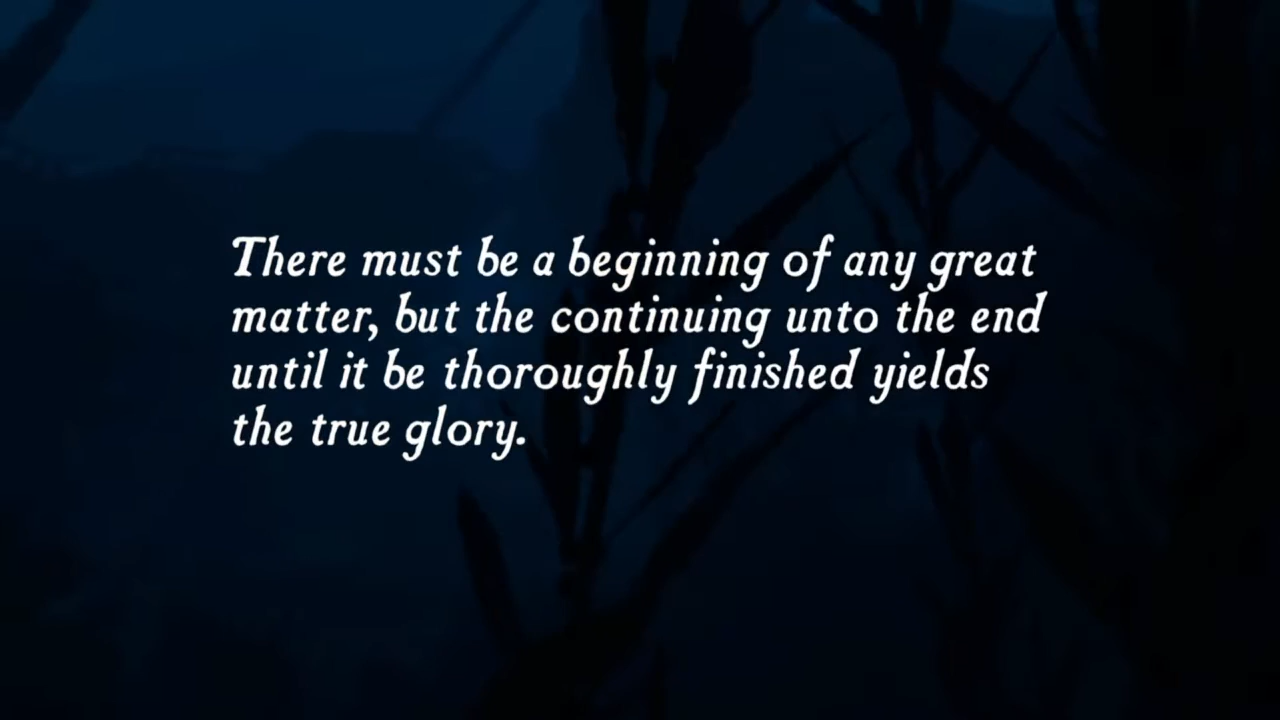 There must be a beginning of any great
matter, but the continuing unto the end
until it be thoroughly finished yields
the true glory.